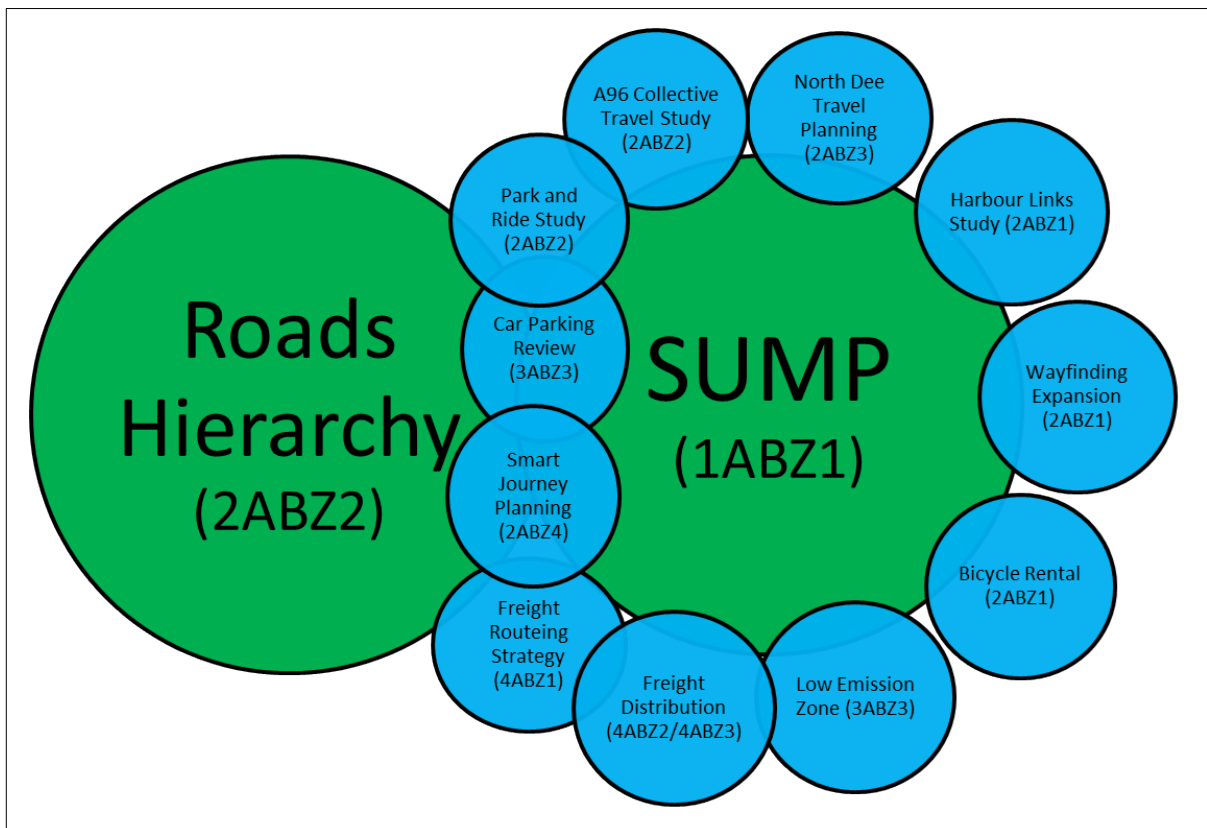 Roads
Hierarchy
(2ABZ2)
SUMP
(1ABZ1)
A96 Collective
Travel Study
(2ABZ2)
North Dee
Travel
Planning
(2ABZ3)
Harbour Links
Study (2ABZ1)
Wayfinding
Expansion
(2ABZ1)
Bicycle Rental
(2ABZ1)
Low Emission
Zone (3ABZ3)
Freight
Distribution
(4ABZ2/4ABZ3)
Freight
Routeing
Strategy
(4ABZ1)
Smart
Journey
Planning
(2ABZ4)
Car Parking
Review
(3ABZ3)
Park and
Ride Study
(2ABZ2)